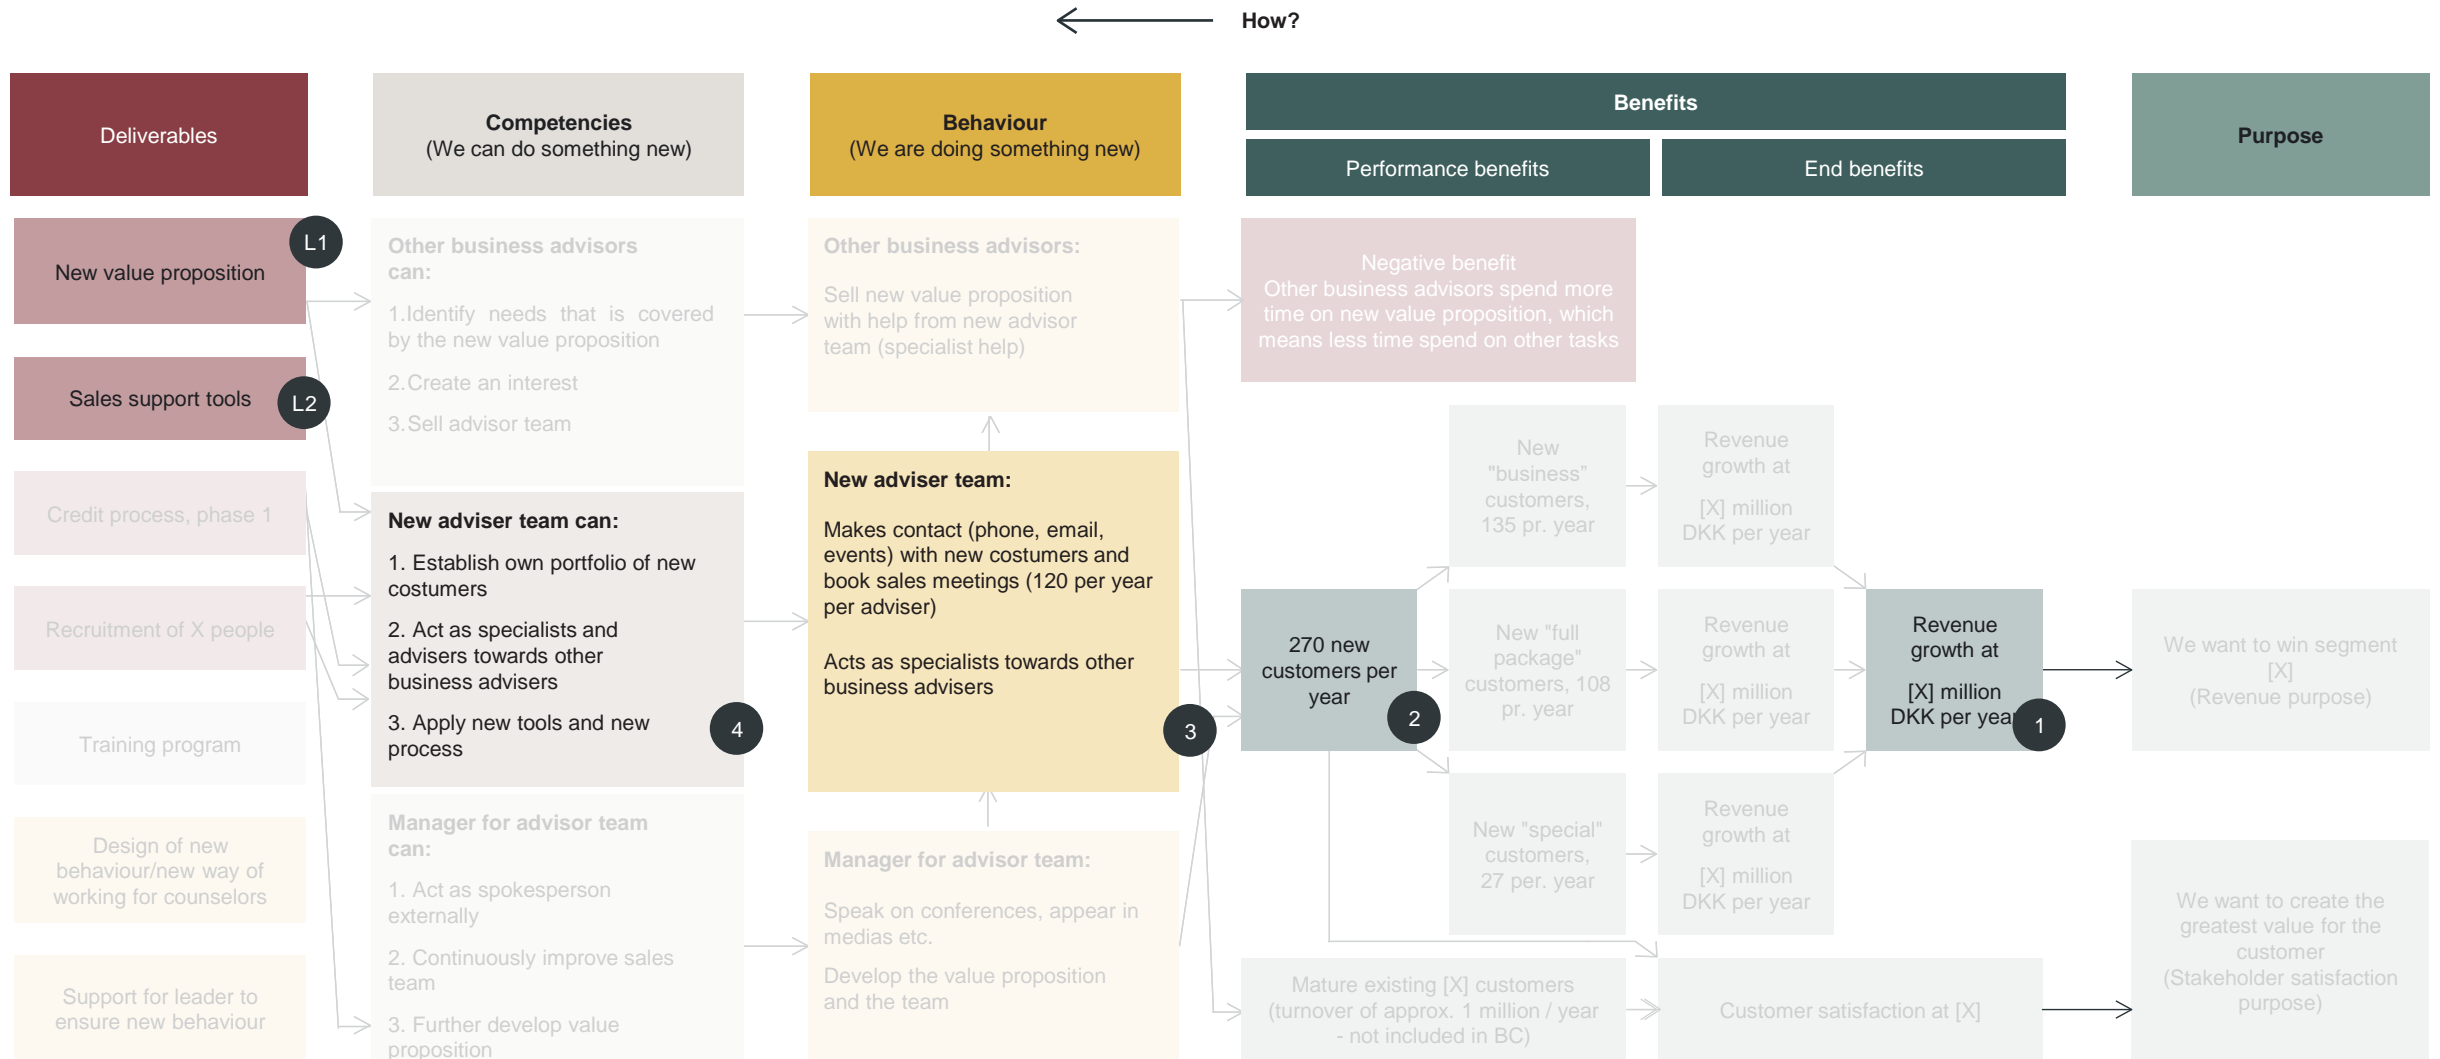 How?
Deliverables
Competencies
(We can do something new)
Behaviour
(We are doing something new)
Benefits
Performance benefits
End benefits
Purpose
New value proposition
L1
Sales support tools
L2
Credit process, phase 1
Recruitment of X people
Training program
Design of new
behaviour/new way of
working for counselors
Support for leader to
ensure new behaviour
Other business advisors
can:
1.Identify needs that is covered
by the new value proposition
2.Create an interest
3.Sell advisor team
New adviser team can:
1. Establish own portfolio of new
costumers
2. Act as specialists and
advisers towards other
business advisers
3. Apply new tools and new
process
4
Manager for advisor team
can:
1. Act as spokesperson
externally
2. Continuously improve sales
team
3. Further develop value
proposition
Other business advisors:
Sell new value proposition
with help from new advisor
team (specialist help)
New adviser team:
Makes contact (phone, email,
events) with new costumers and
book sales meetings (120 per year
per adviser)
Acts as specialists towards other
business advisers
3
Manager for advisor team:
Speak on conferences, appear in
medias etc.
Develop the value proposition
and the team
Negative benefit
Other business advisors spend more
time on new value proposition, which
means less time spend on other tasks
270 new
customers per
year
2
New
"business"
customers,
135 pr. year
New "full
package"
customers, 108
pr. year
New "special"
customers,
27 per. year
Mature existing [X] customers
(turnover of approx. 1 million / year
- not included in BC)
Revenue
growth at
[X] million
DKK per year
Revenue
growth at
[X] million
DKK per year
Revenue
growth at
[X] million
DKK per year
Revenue
growth at
[X] million
DKK per year
1
Customer satisfaction at [X]
We want to win segment
[X]
(Revenue purpose)
We want to create the
greatest value for the
customer
(Stakeholder satisfaction
purpose)